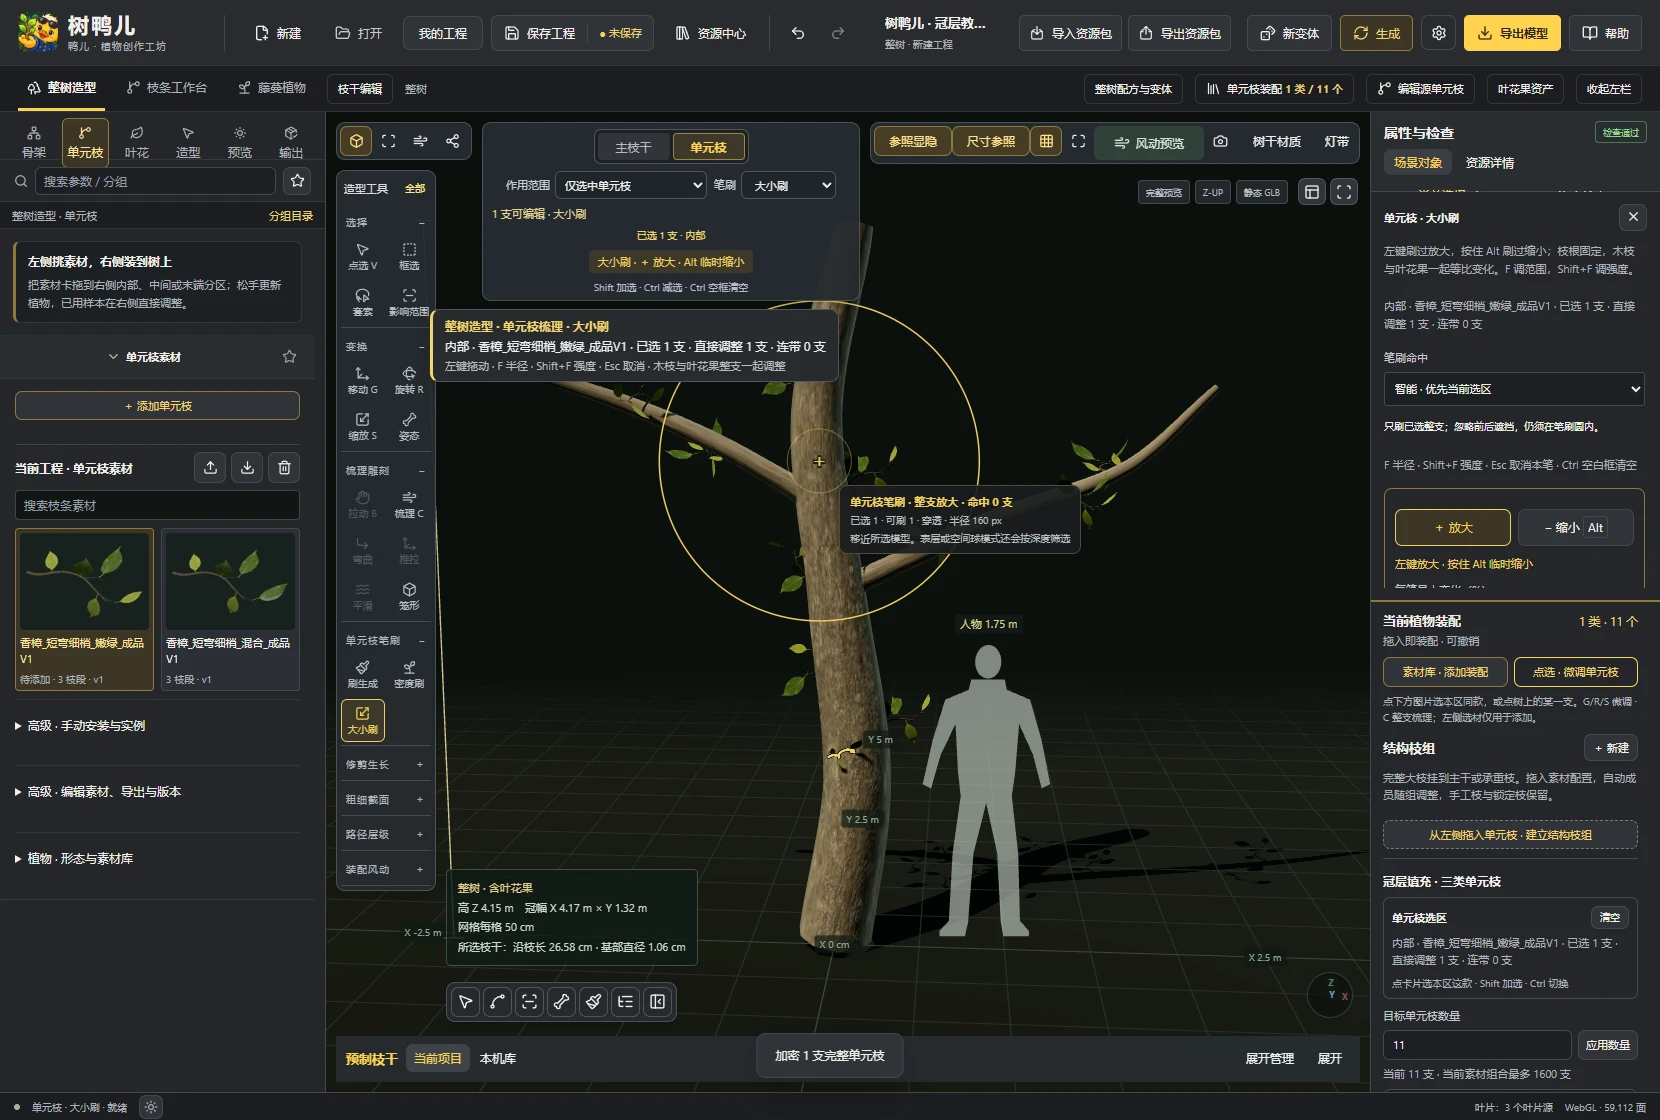 树鸭儿
鸭儿 · 植物创作工坊
新建
打开
我的工程
保存工程
● 未保存
资源中心
树鸭儿 · 冠层教...
整树 · 新建工程
导入资源包
导出资源包
新变体
生成
导出模型
帮助
整树造型
枝条工作台
藤蔓植物
枝干编辑
整树
整树配方与变体
单元枝装配 1 类 / 11 个
编辑源单元枝
叶花果资产
收起左栏
骨架
单元枝
叶花
造型
预览
输出
搜索参数 / 分组
整树造型 · 单元枝
分组目录
左侧挑素材，右侧装到树上
把素材卡拖到右侧内部、中间或末端分区；松手更新
植物，已用样本在右侧直接调整。
单元枝素材
+ 添加单元枝
当前工程 · 单元枝素材
搜索枝条素材
香樟_短弯细梢_嫩绿_成品
V1
待添加 · 3 枝段 · v1
香樟_短弯细梢_混合_成品
V1
3 枝段 · v1
高级 · 手动安装与实例
高级 · 编辑素材、导出与版本
植物 · 形态与素材库
单元枝 · 大小刷 · 就绪
造型工具
全部
选择
点选 V
框选
套索
影响范围
变换
移动 G
旋转 R
缩放 S
姿态
梳理雕刻
拉动 B
梳理 C
弯曲
推拉
平滑
笼形
单元枝笔刷
刷生成
密度刷
大小刷
修剪生长
粗细截面
路径层级
装配风动
主枝干
单元枝
作用范围
仅选中单元枝
笔刷
大小刷
1 支可编辑 · 大小刷
已选 1 支 · 内部
大小刷 · + 放大 · Alt 临时缩小
Shift 加选 · Ctrl 减选 · Ctrl 空框清空
整树造型 · 单元枝梳理 · 大小刷
内部 · 香樟_短弯细梢_嫩绿_成品V1 · 已选 1 支 · 直接调整 1 支 · 连带 0 支
左键拖动 · F 半径 · Shift+F 强度 · Esc 取消 · 木枝与叶花果整支一起调整
参照显隐
尺寸参照
风动预览
树干材质
灯带
完整预览
Z-UP
静态 GLB
单元枝笔刷 · 整支放大 · 命中 0 支
已选 1 · 可刷 1 · 穿透 · 半径 160 px
移近所选模型。表层或空间球模式还会按深度筛选
人物 1.75 m
Y 5 m
Y 2.5 m
X 0 cm
X -2.5 m
X 2.5 m
整树 · 含叶花果
高 Z 4.15 m 冠幅 X 4.17 m × Y 1.32 m
网格每格 50 cm
所选枝干：沿枝长 26.58 cm · 基部直径 1.06 cm
Z
Y
X
预制枝干
当前项目
本机库
加密 1 支完整单元枝
展开管理
展开
属性与检查
检查通过
场景对象
资源详情
单元枝 · 大小刷
左键刷过放大，按住 Alt 刷过缩小；枝根固定，木枝
与叶花果一起等比变化。F 调范围，Shift+F 调强度。
内部 · 香樟_短弯细梢_嫩绿_成品V1 · 已选 1 支 · 直接
调整 1 支 · 连带 0 支
笔刷命中
智能 · 优先当前选区
只刷已选整支；忽略前后遮挡，仍须在笔刷圆内。
F 半径 · Shift+F 强度 · Esc 取消本笔 · Ctrl 空白框清空
+ 放大
− 缩小 Alt
左键放大 · 按住 Alt 临时缩小
当前植物装配
1 类 · 11 个
拖入即装配 · 可撤销
素材库 · 添加装配
点选 · 微调单元枝
点下方图片选本区同款，或点树上的某一支。G/R/S 微调 ·
C 整支梳理；左侧选材仅用于添加。
结构枝组
+ 新建
完整大枝挂到主干或承重枝。拖入素材配置，自动成
员随组调整，手工枝与锁定枝保留。
从左侧拖入单元枝 · 建立结构枝组
冠层填充 · 三类单元枝
单元枝选区
清空
内部 · 香樟_短弯细梢_嫩绿_成品V1 · 已选 1 支 ·
直接调整 1 支 · 连带 0 支
点卡片选本区这款 · Shift 加选 · Ctrl 切换
目标单元枝数量
11
应用数量
当前 11 支 · 当前素材组合最多 1600 支
叶片： 3 个叶片源
WebGL · 59,112 面